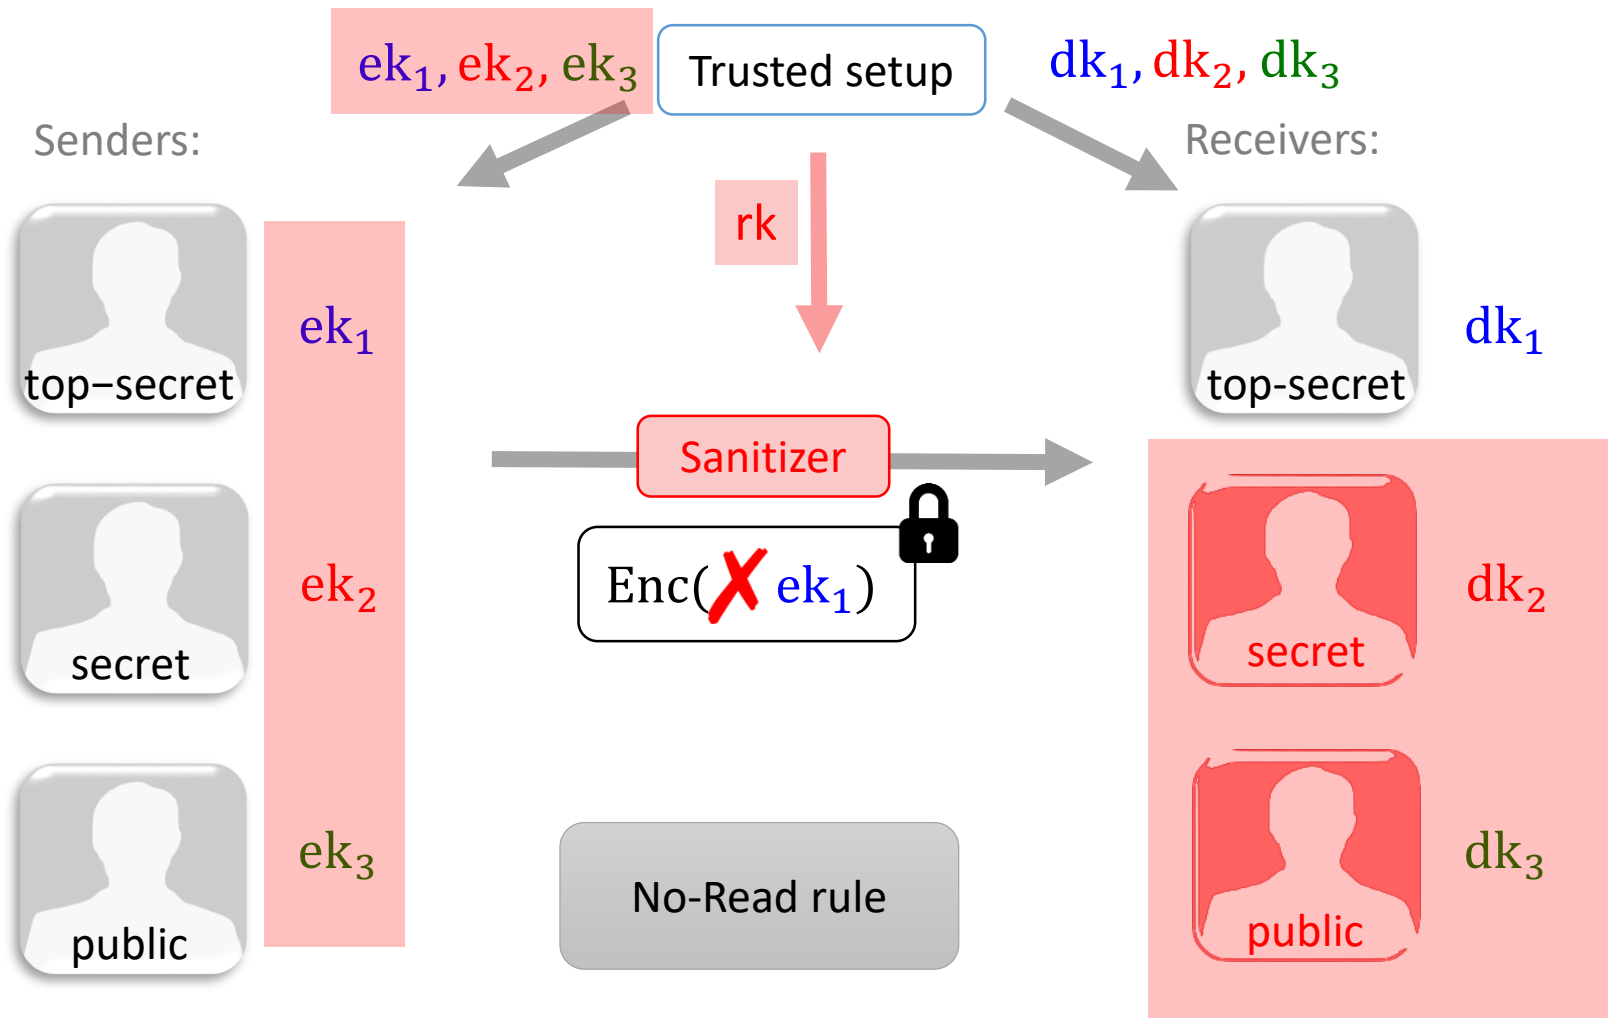 ek₁, ek₂, ek₃
Trusted setup
dk₁, dk₂, dk₃
Senders:
Receivers:
rk
top−secret
ek₁
top-secret
dk₁
Sanitizer
secret
ek₂
Enc(✗ ek₁)
secret
dk₂
public
ek₃
No-Read rule
public
dk₃